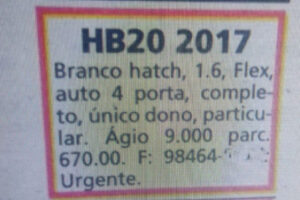 HB20 2017
Branco hatch, 1.6, Flex,
auto 4 porta, comple-
to, único dono, particu-
lar. Ágio 9.000 parc.
670.00. F: 98464-
Urgente.